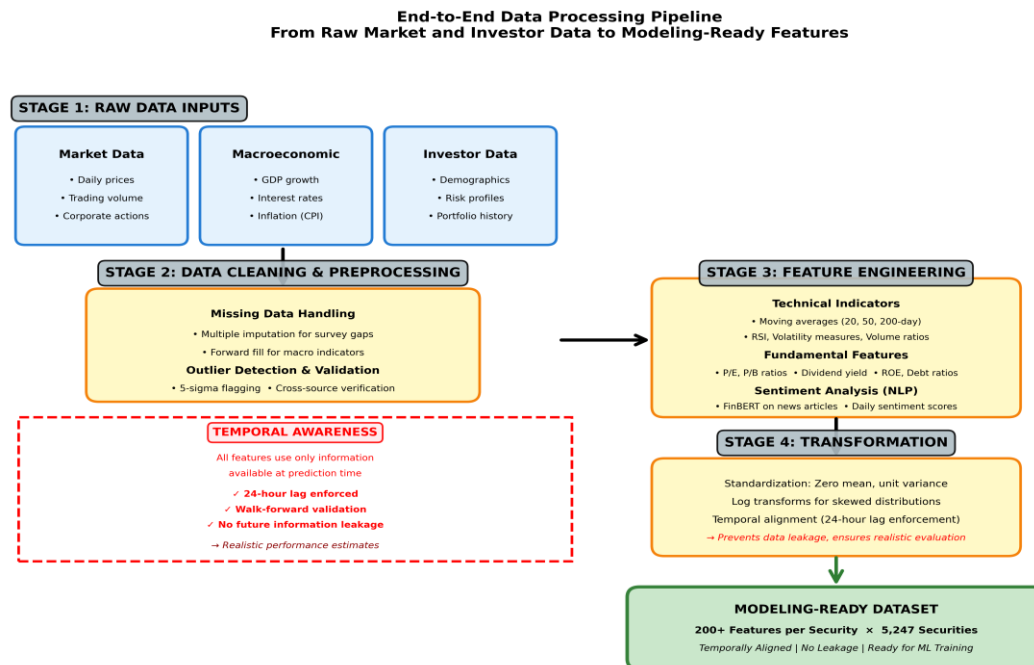 End-to-End Data Processing Pipeline
From Raw Market and Investor Data to Modeling-Ready Features
STAGE 1: RAW DATA INPUTS
Market Data
• Daily prices
• Trading volume
• Corporate actions
Macroeconomic
• GDP growth
• Interest rates
• Inflation (CPI)
Investor Data
• Demographics
• Risk profiles
• Portfolio history
STAGE 2: DATA CLEANING & PREPROCESSING
Missing Data Handling
• Multiple imputation for survey gaps
• Forward fill for macro indicators
Outlier Detection & Validation
• 5-sigma flagging • Cross-source verification
TEMPORAL AWARENESS
All features use only information
available at prediction time
✓ 24-hour lag enforced
✓ Walk-forward validation
✓ No future information leakage
→ Realistic performance estimates
STAGE 3: FEATURE ENGINEERING
Technical Indicators
• Moving averages (20, 50, 200-day)
• RSI, Volatility measures, Volume ratios
Fundamental Features
• P/E, P/B ratios • Dividend yield • ROE, Debt ratios
Sentiment Analysis (NLP)
• FinBERT on news articles • Daily sentiment scores
STAGE 4: TRANSFORMATION
Standardization: Zero mean, unit variance
Log transforms for skewed distributions
Temporal alignment (24-hour lag enforcement)
→ Prevents data leakage, ensures realistic evaluation
MODELING-READY DATASET
200+ Features per Security × 5,247 Securities
Temporally Aligned | No Leakage | Ready for ML Training